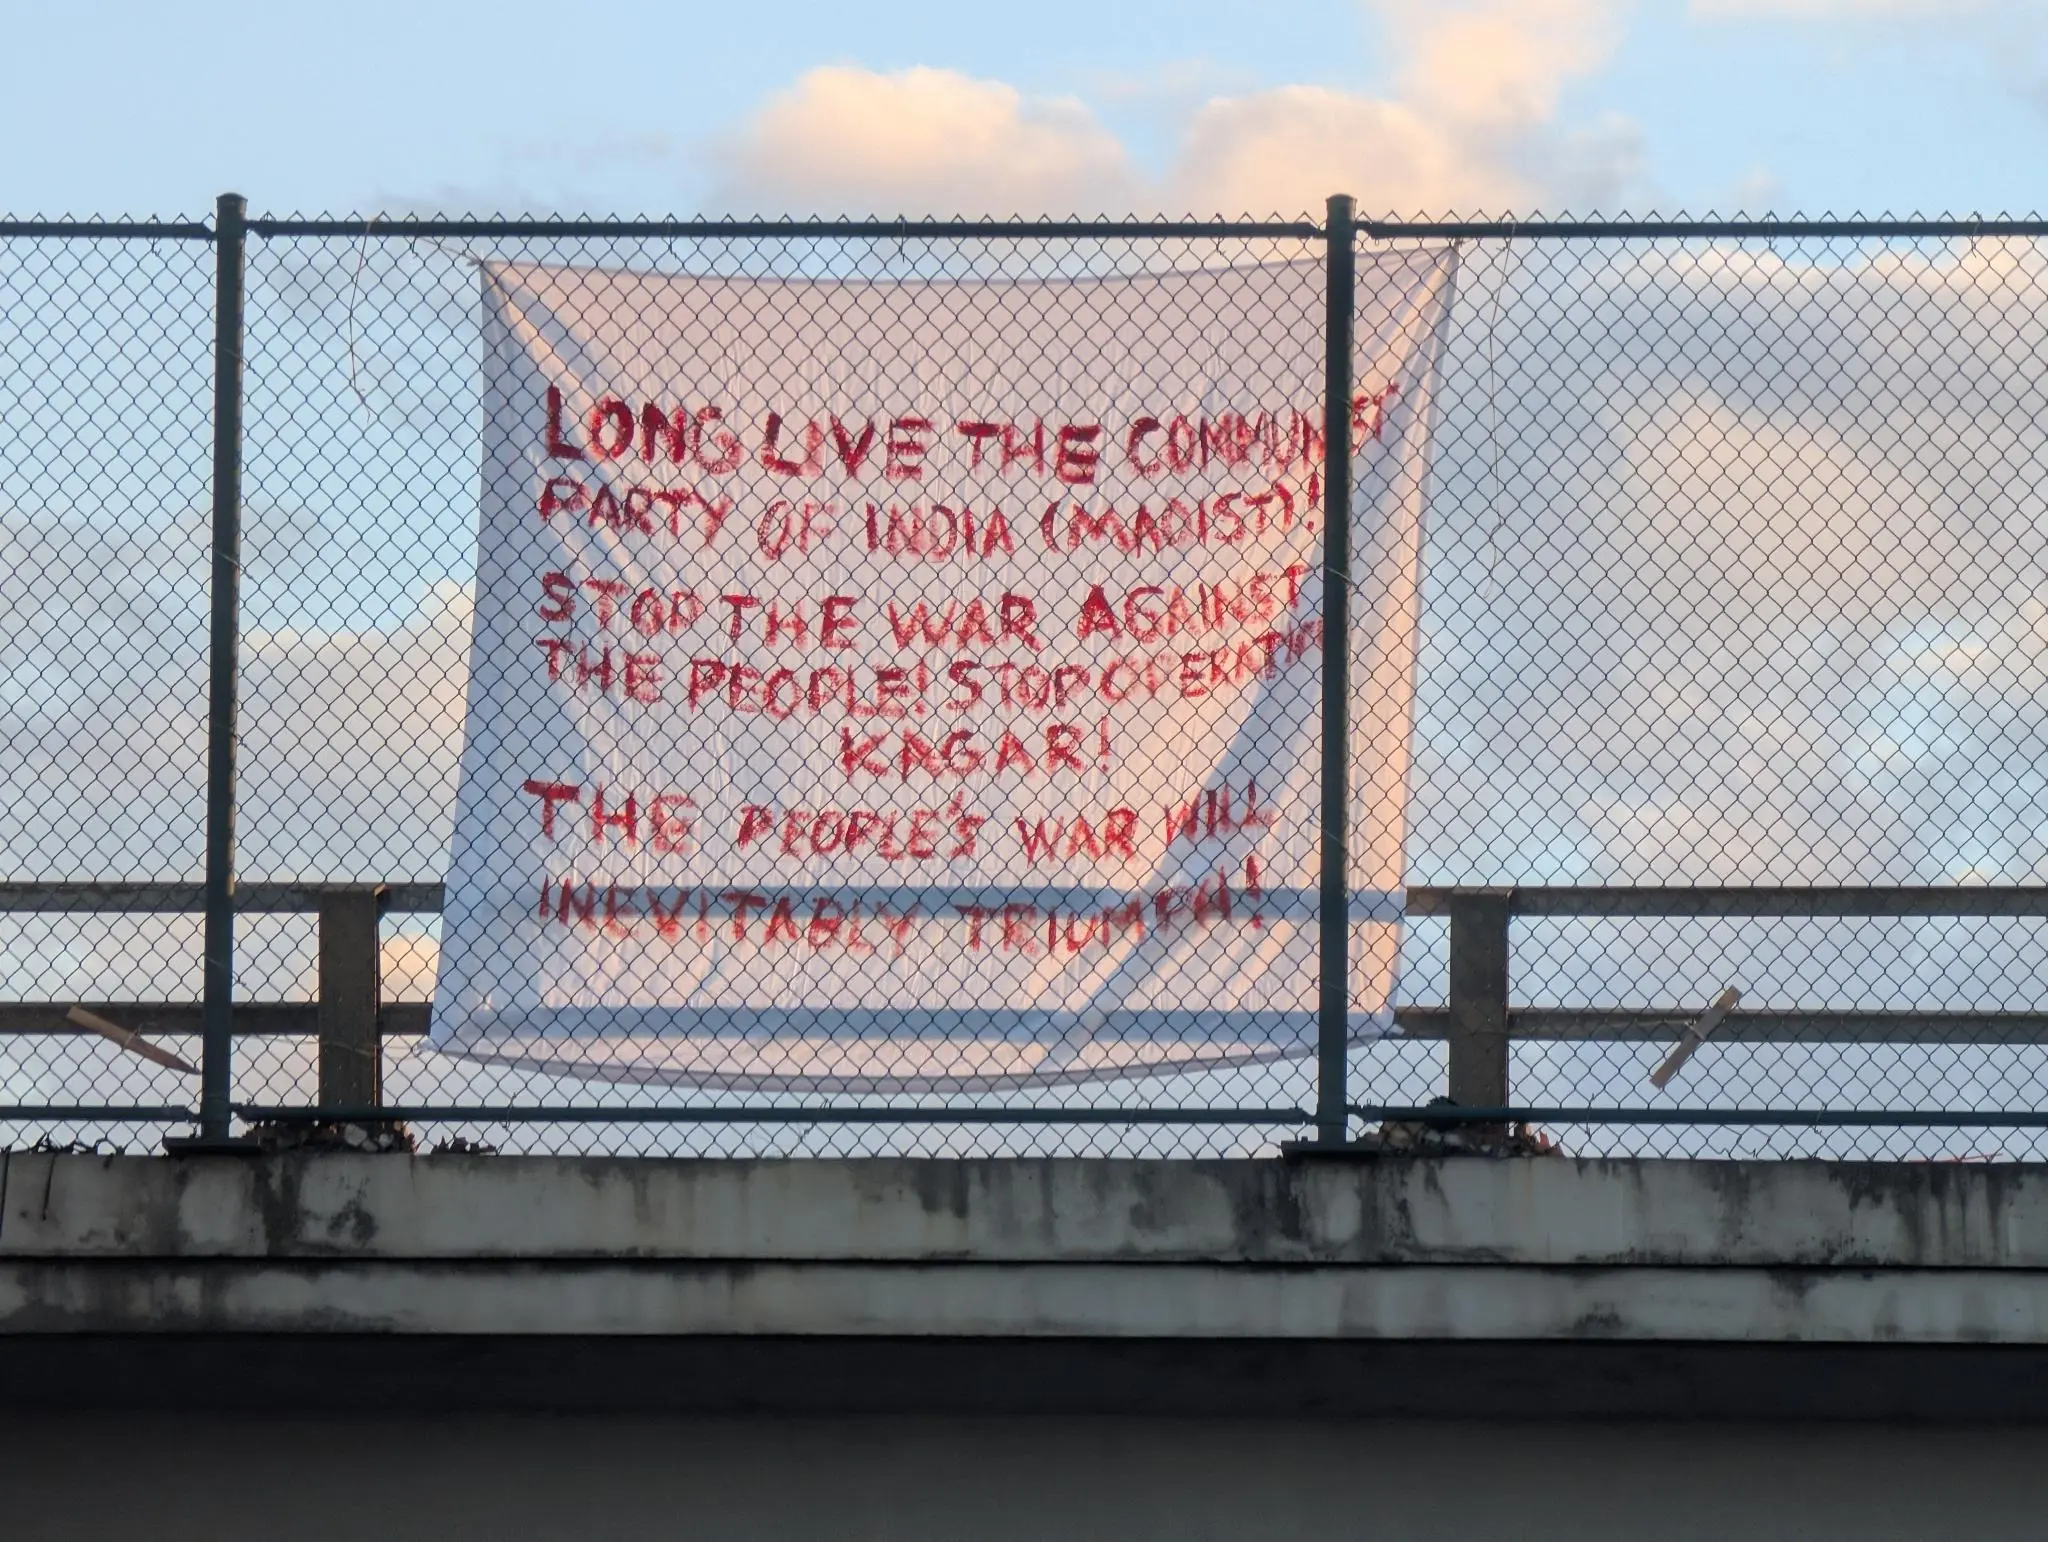 LONG LIVE THE COMMUNIST
PARTY OF INDIA (MAOIST)!
STOP THE WAR AGAINST
THE PEOPLE! STOP OPERATION
KAGAR!
THE PEOPLE'S WAR WILL
INEVITABLY TRIUMPH!